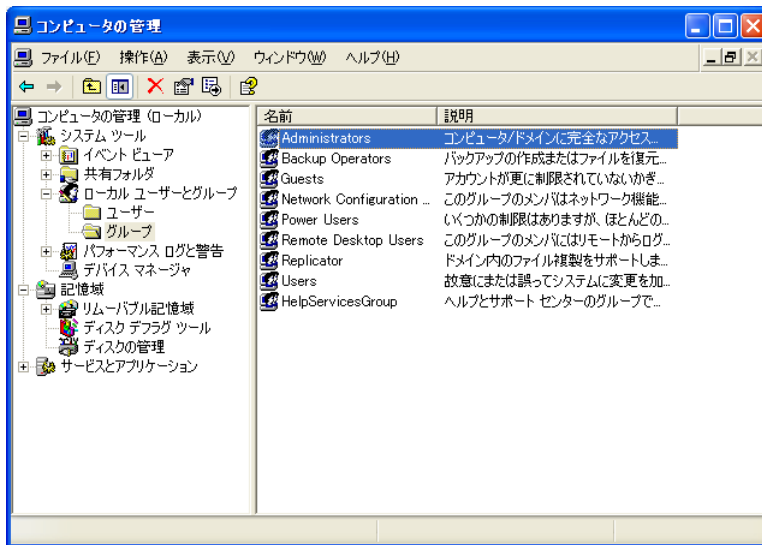 コンピュータの管理
ファイル(F) 操作(A) 表示(V) ウィンドウ(W) ヘルプ(H)
コンピュータの管理 (ローカル)
システム ツール
イベント ビューア
共有フォルダ
ローカル ユーザーとグループ
ユーザー
グループ
パフォーマンス ログと警告
デバイス マネージャ
記憶域
リムーバブル記憶域
ディスク デフラグ ツール
ディスクの管理
サービスとアプリケーション
名前 説明
Administrators コンピュータ/ドメインに完全なアクセス...
Backup Operators バックアップの作成またはファイルを復元...
Guests アカウントが更に制限されていないかぎ...
Network Configuration ... このグループのメンバはネットワーク機能...
Power Users いくつかの制限はありますが、ほとんどの...
Remote Desktop Users このグループのメンバにはリモートからログ...
Replicator ドメイン内のファイル複製をサポートしま...
Users 故意にまたは誤ってシステムに変更を加...
HelpServicesGroup ヘルプとサポート センターのグループで...